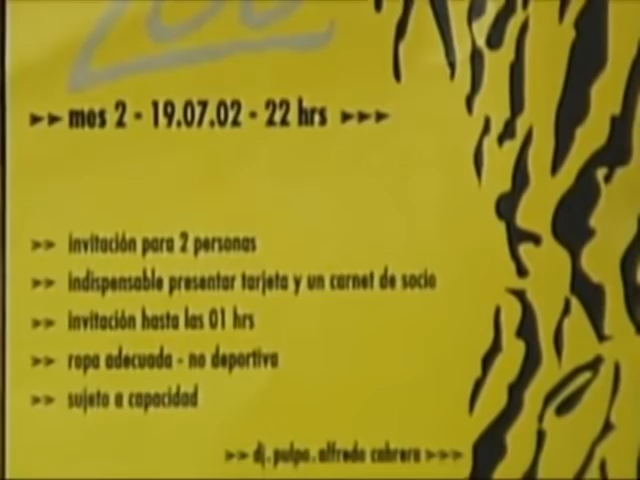 zoo
▸▸ mes 2 - 19.07.02 - 22 hrs ▸▸▸
>> invitación para 2 personas
>> indispensable presentar tarjeta y un carnet de socio
>> invitación hasta las 01 hrs
>> ropa adecuada - no deportiva
>> sujeto a capacidad
>> dj. pulpo. alfredo cabrera >>>